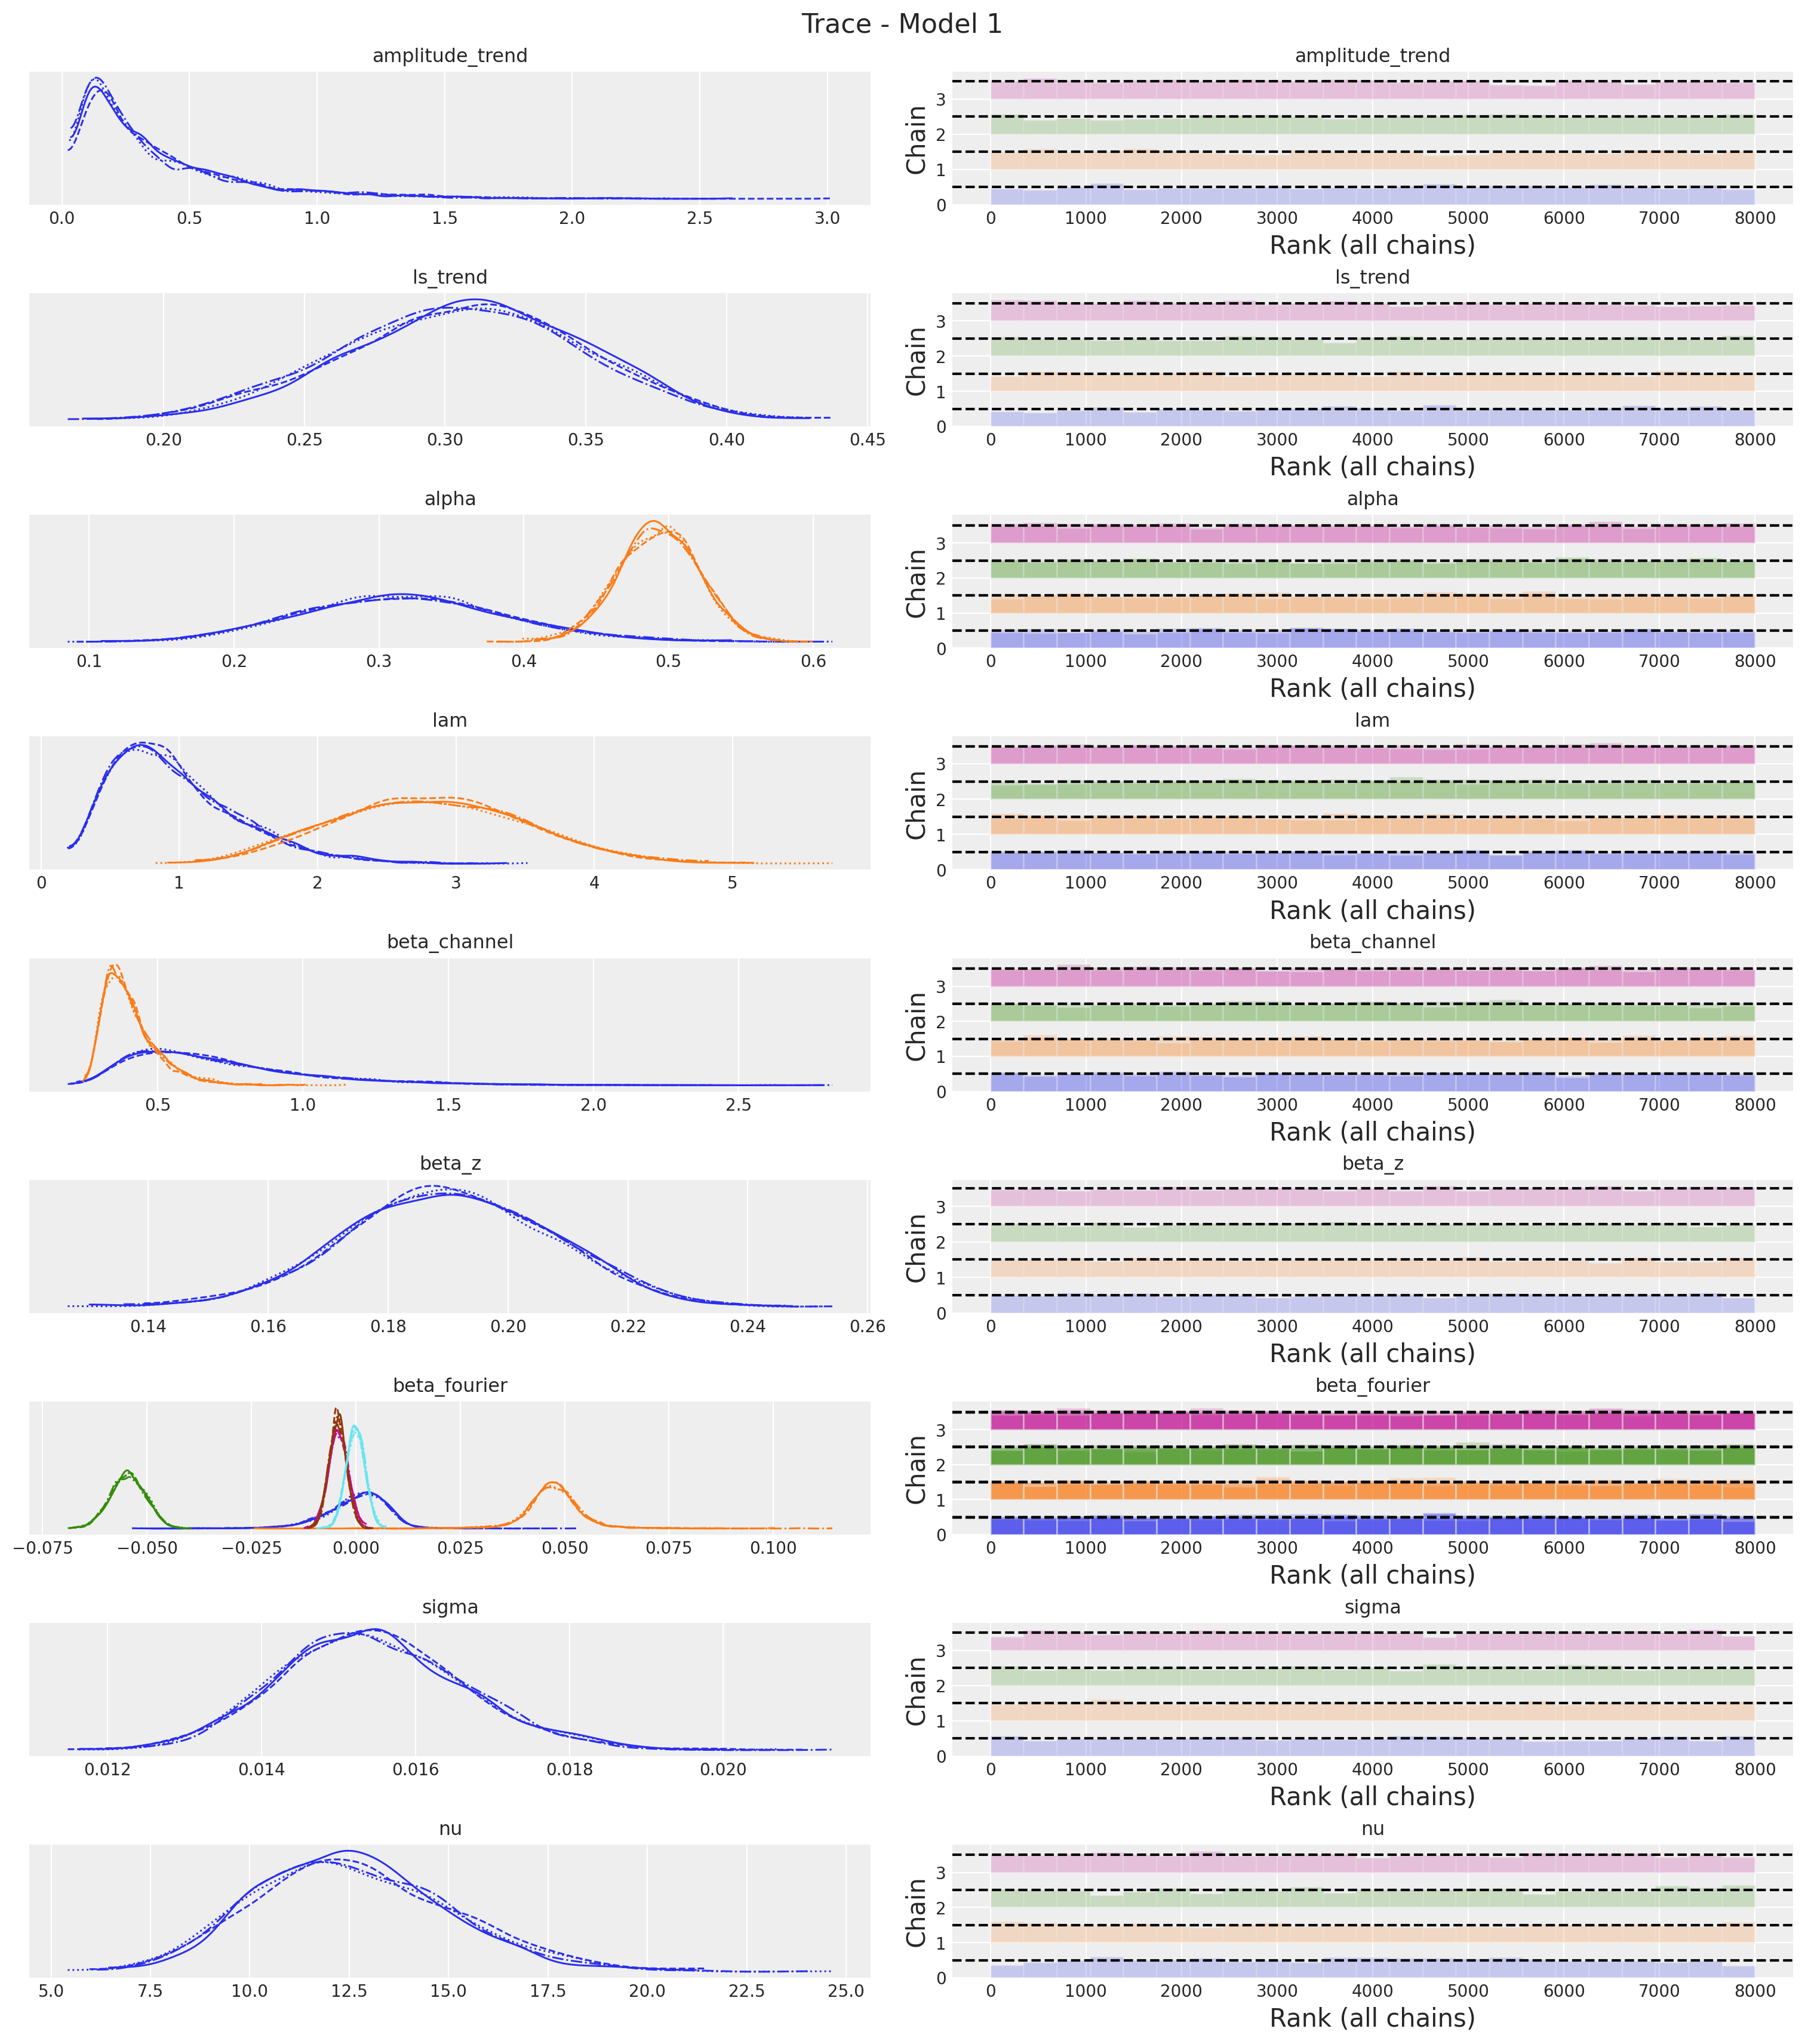 Trace - Model 1
amplitude_trend
0.0 0.5 1.0 1.5 2.0 2.5 3.0
amplitude_trend
Chain
3
2
1
0
0 1000 2000 3000 4000 5000 6000 7000 8000
Rank (all chains)
ls_trend
0.20 0.25 0.30 0.35 0.40 0.45
ls_trend
Chain
3
2
1
0
0 1000 2000 3000 4000 5000 6000 7000 8000
Rank (all chains)
alpha
0.1 0.2 0.3 0.4 0.5 0.6
alpha
Chain
3
2
1
0
0 1000 2000 3000 4000 5000 6000 7000 8000
Rank (all chains)
lam
0 1 2 3 4 5
lam
Chain
3
2
1
0
0 1000 2000 3000 4000 5000 6000 7000 8000
Rank (all chains)
beta_channel
0.5 1.0 1.5 2.0 2.5
beta_channel
Chain
3
2
1
0
0 1000 2000 3000 4000 5000 6000 7000 8000
Rank (all chains)
beta_z
0.14 0.16 0.18 0.20 0.22 0.24 0.26
beta_z
Chain
3
2
1
0
0 1000 2000 3000 4000 5000 6000 7000 8000
Rank (all chains)
beta_fourier
−0.075 −0.050 −0.025 0.000 0.025 0.050 0.075 0.100
beta_fourier
Chain
3
2
1
0
0 1000 2000 3000 4000 5000 6000 7000 8000
Rank (all chains)
sigma
0.012 0.014 0.016 0.018 0.020
sigma
Chain
3
2
1
0
0 1000 2000 3000 4000 5000 6000 7000 8000
Rank (all chains)
nu
5.0 7.5 10.0 12.5 15.0 17.5 20.0 22.5 25.0
nu
Chain
3
2
1
0
0 1000 2000 3000 4000 5000 6000 7000 8000
Rank (all chains)